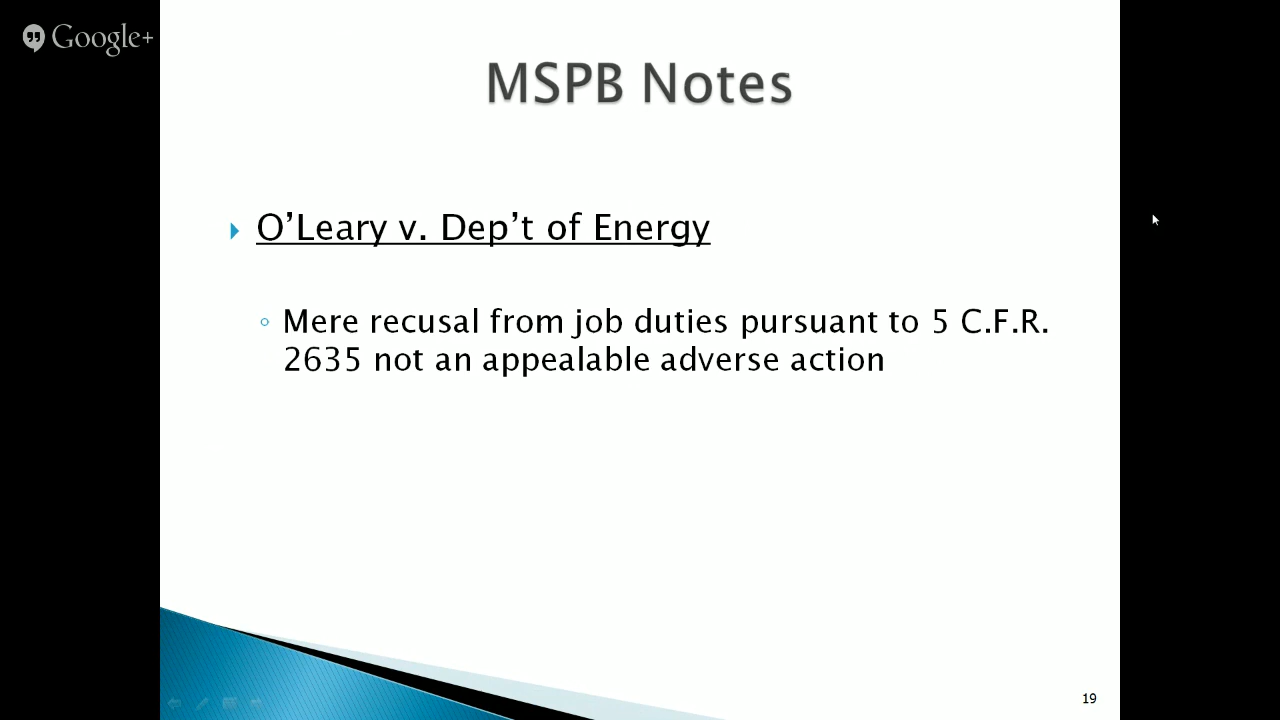 Google+
MSPB Notes
O’Leary v. Dep’t of Energy
Mere recusal from job duties pursuant to 5 C.F.R.
2635 not an appealable adverse action
19